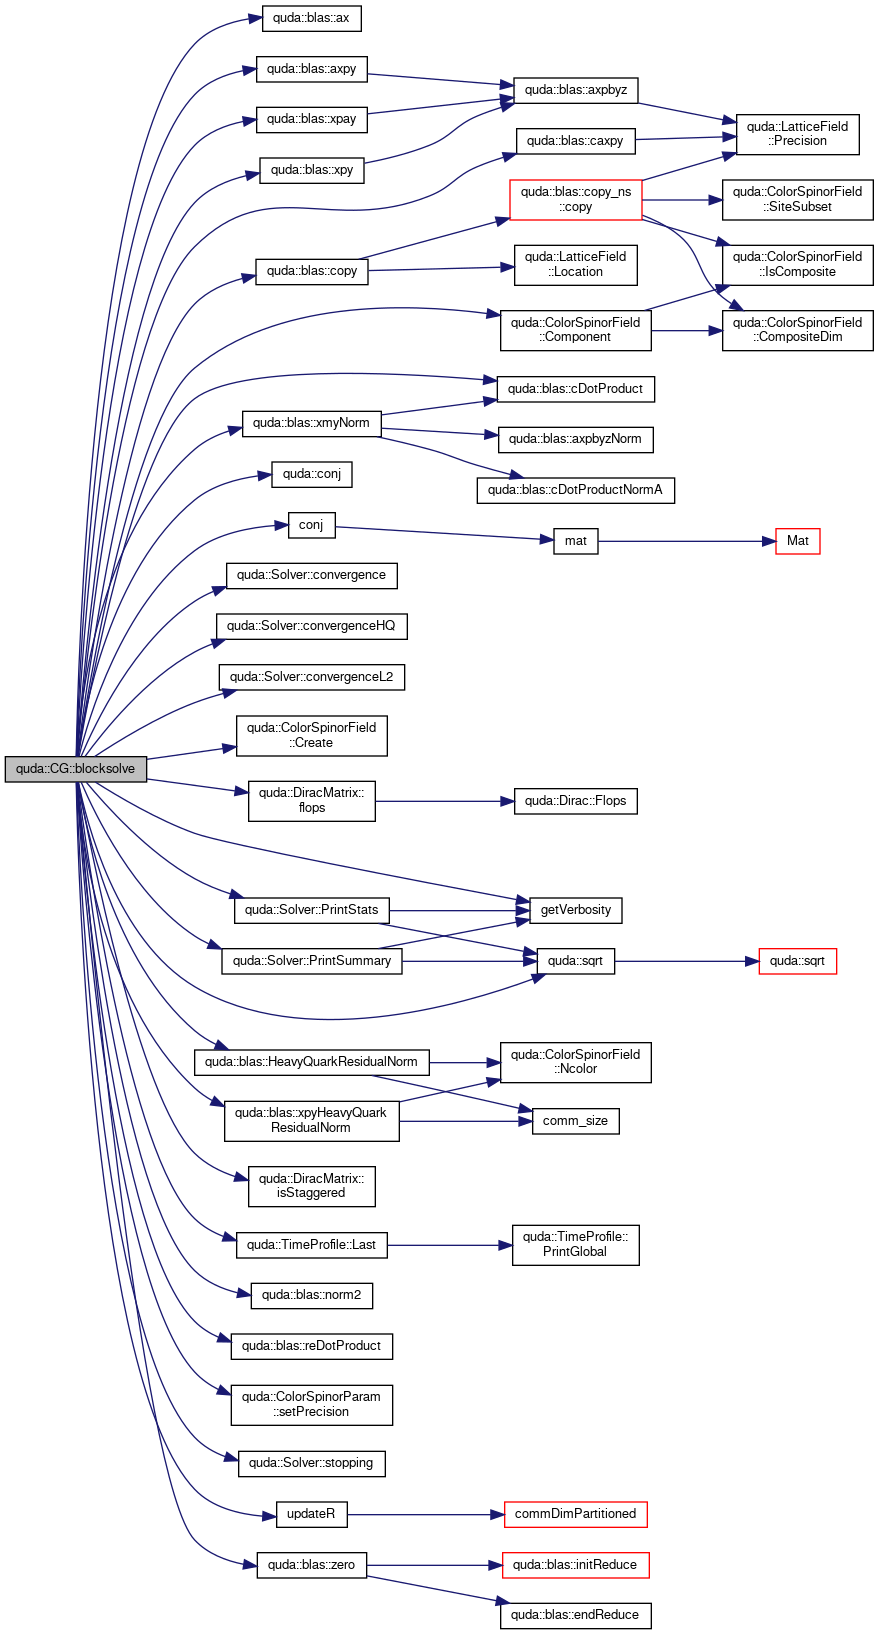 quda::blas::ax
quda::blas::axpy
quda::blas::axpbyz
quda::blas::xpay
quda::LatticeField
::Precision
quda::blas::caxpy
quda::blas::xpy
quda::blas::copy_ns
::copy
quda::ColorSpinorField
::SiteSubset
quda::blas::copy
quda::LatticeField
::Location
quda::ColorSpinorField
::IsComposite
quda::ColorSpinorField
::Component
quda::ColorSpinorField
::CompositeDim
quda::blas::cDotProduct
quda::blas::xmyNorm
quda::blas::axpbyzNorm
quda::conj
quda::blas::cDotProductNormA
conj
mat
Mat
quda::Solver::convergence
quda::Solver::convergenceHQ
quda::Solver::convergenceL2
quda::ColorSpinorField
::Create
quda::CG::blocksolve
quda::DiracMatrix::
flops
quda::Dirac::Flops
quda::Solver::PrintStats
getVerbosity
quda::Solver::PrintSummary
quda::sqrt
quda::sqrt
quda::blas::HeavyQuarkResidualNorm
quda::ColorSpinorField
::Ncolor
quda::blas::xpyHeavyQuark
ResidualNorm
comm_size
quda::DiracMatrix::
isStaggered
quda::TimeProfile::Last
quda::TimeProfile::
PrintGlobal
quda::blas::norm2
quda::blas::reDotProduct
quda::ColorSpinorParam
::setPrecision
quda::Solver::stopping
updateR
commDimPartitioned
quda::blas::zero
quda::blas::initReduce
quda::blas::endReduce